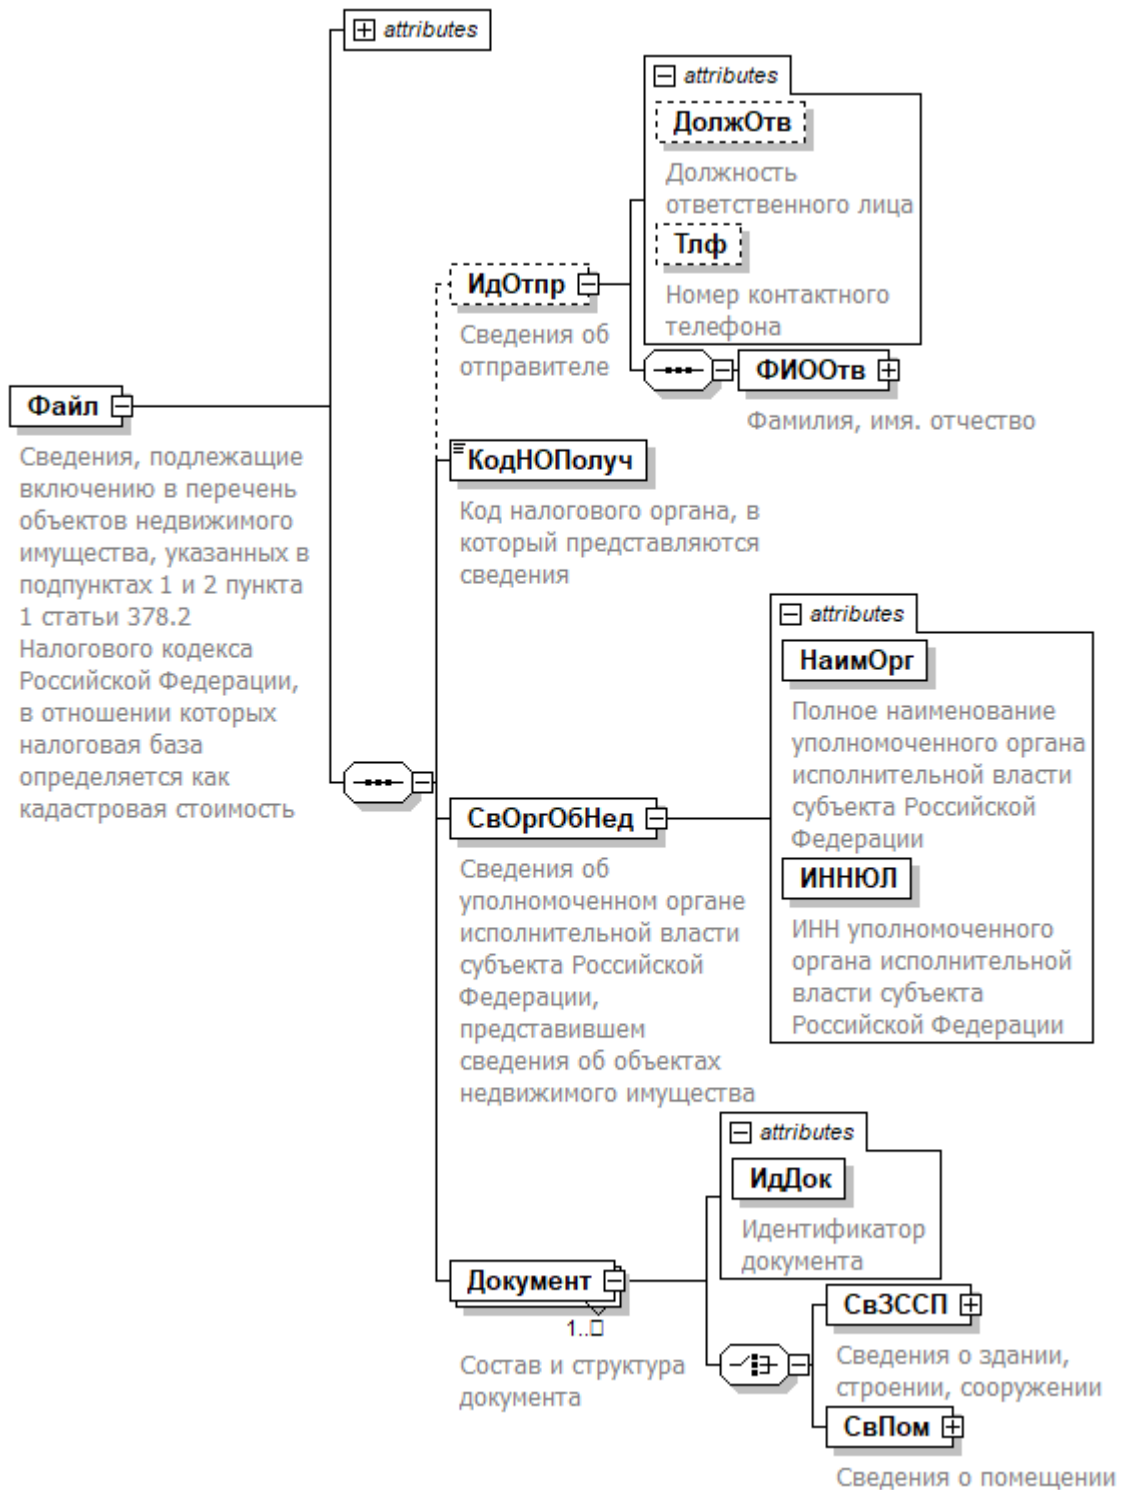 attributes
attributes
ДолжОтв
Должность
ответственного лица
Тлф
Номер контактного
телефона
ИдОтпр
Сведения об
отправителе
ФИООтв
Фамилия, имя. отчество
Файл
Сведения, подлежащие
включению в перечень
объектов недвижимого
имущества, указанных в
подпунктах 1 и 2 пункта
1 статьи 378.2
Налогового кодекса
Российской Федерации,
в отношении которых
налоговая база
определяется как
кадастровая стоимость
КодНОПолуч
Код налогового органа, в
который представляются
сведения
attributes
НаимОрг
Полное наименование
уполномоченного органа
исполнительной власти
субъекта Российской
Федерации
ИННЮЛ
ИНН уполномоченного
органа исполнительной
власти субъекта
Российской Федерации
СвОргОбНед
Сведения об
уполномоченном органе
исполнительной власти
субъекта Российской
Федерации,
представившем
сведения об объектах
недвижимого имущества
attributes
ИдДок
Идентификатор
документа
Документ
1..□
Состав и структура
документа
СвЗССП
Сведения о здании,
строении, сооружении
СвПом
Сведения о помещении